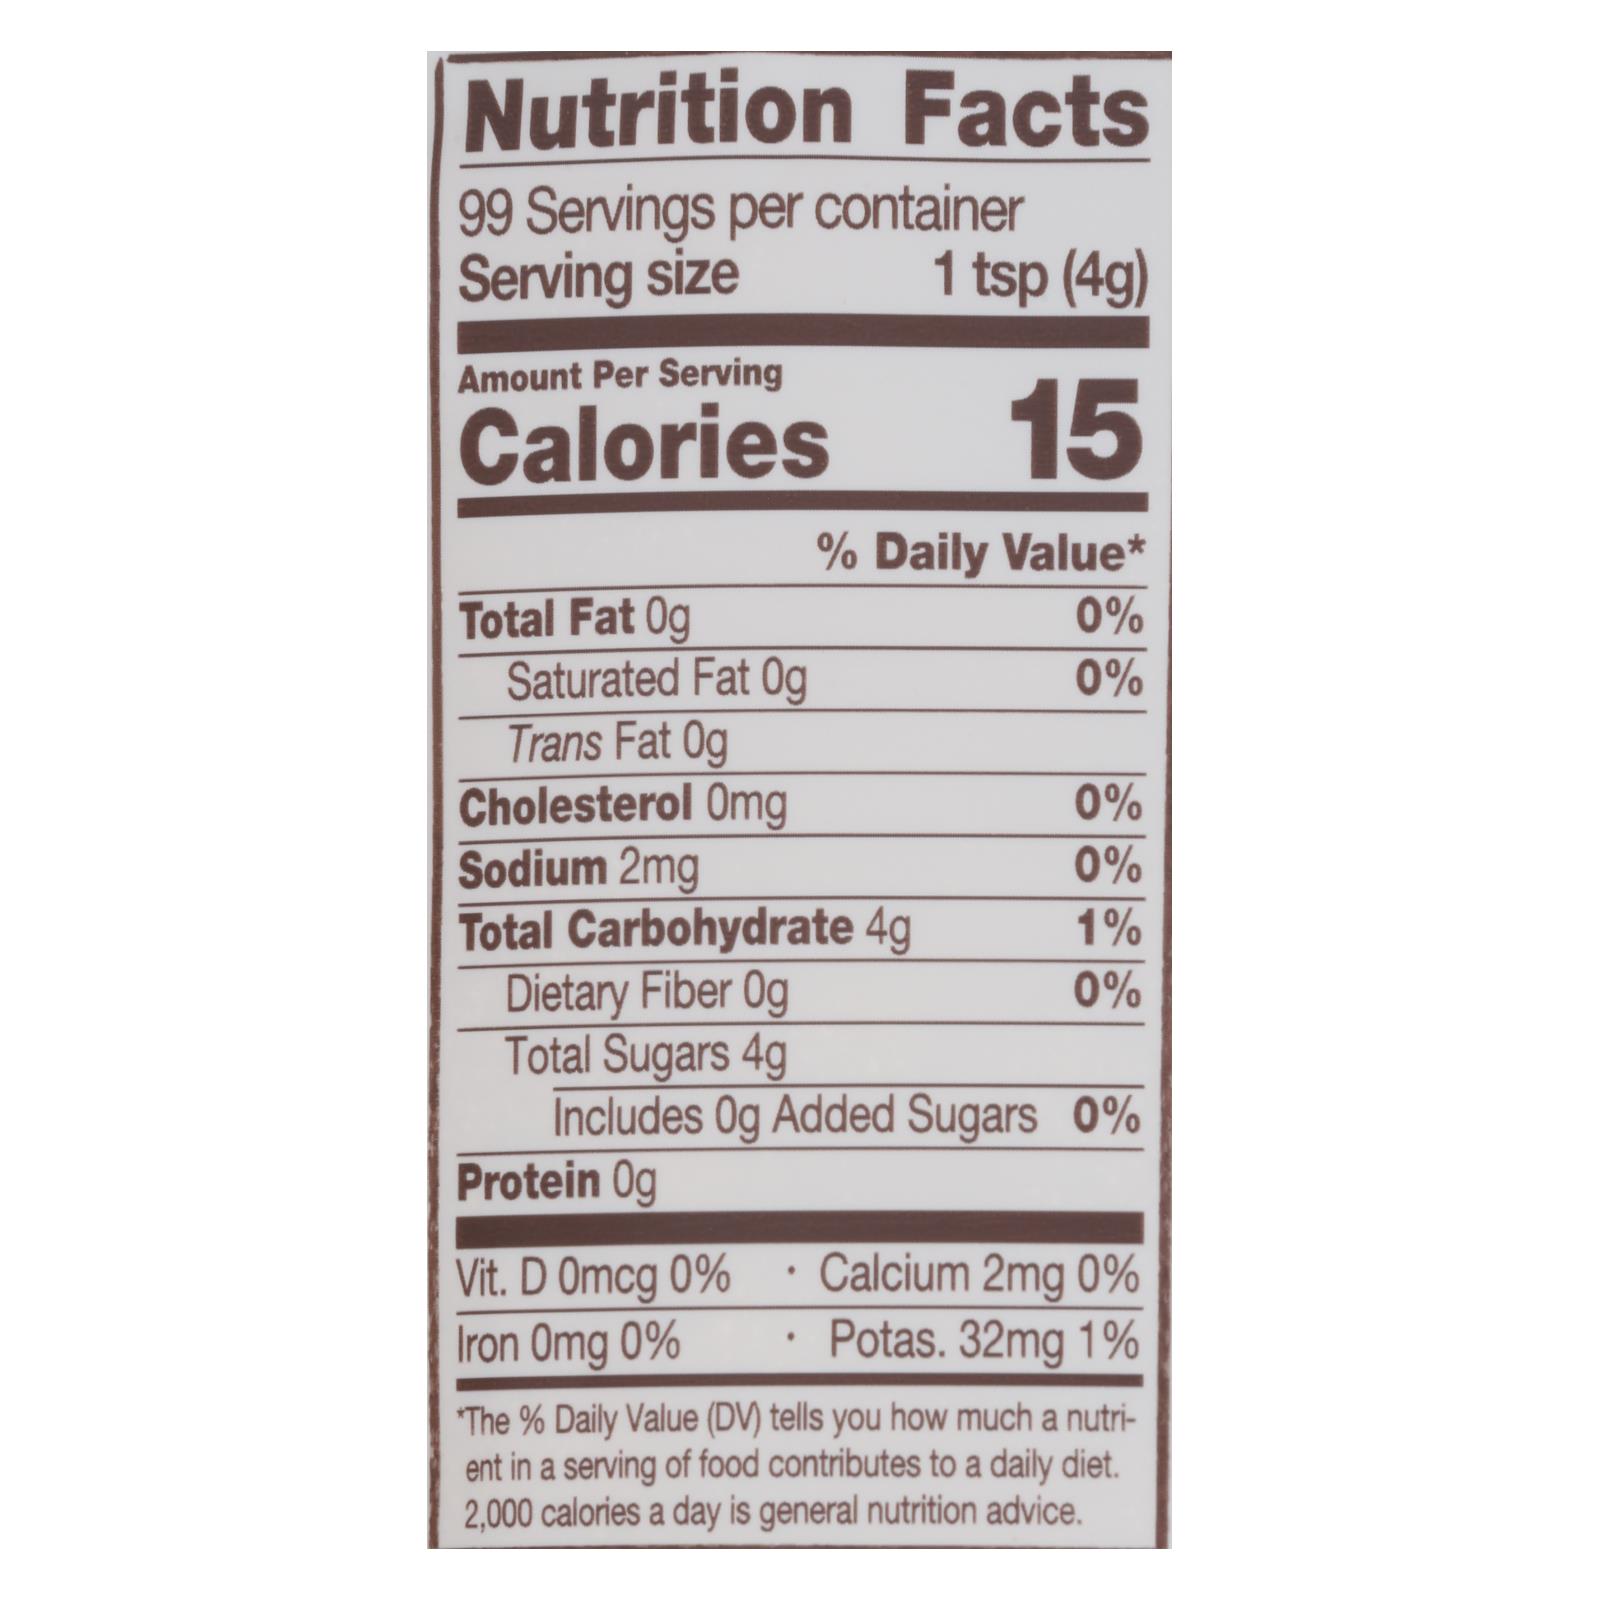 Nutrition Facts
99 Servings per container
Serving size 1 tsp (4g)
Amount Per Serving
Calories 15
% Daily Value*
Total Fat 0g 0%
Saturated Fat 0g 0%
Trans Fat 0g
Cholesterol 0mg 0%
Sodium 2mg 0%
Total Carbohydrate 4g 1%
Dietary Fiber 0g 0%
Total Sugars 4g
Includes 0g Added Sugars 0%
Protein 0g
Vit. D 0mcg 0% · Calcium 2mg 0%
Iron 0mg 0% · Potas. 32mg 1%
*The % Daily Value (DV) tells you how much a nutri-
ent in a serving of food contributes to a daily diet.
2,000 calories a day is general nutrition advice.